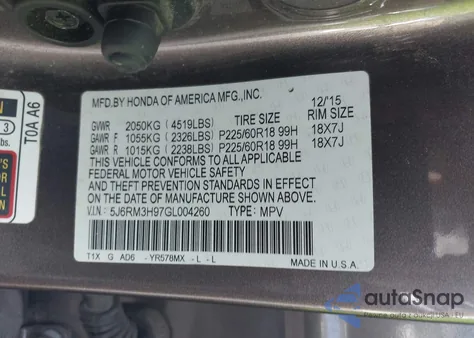 MFD.BY HONDA OF AMERICA MFG.,INC. 12/'15
GVWR 2050KG (4519LBS) TIRE SIZE RIM SIZE
GAWR F 1055KG (2326LBS) P225/60R18 99H 18X7J
GAWR R 1015KG (2238LBS) P225/60R18 99H 18X7J
THIS VEHICLE CONFORMS TO ALL APPLICABLE
FEDERAL MOTOR VEHICLE SAFETY
AND THEFT PREVENTION STANDARDS IN EFFECT
ON THE DATE OF MANUFACTURE SHOWN ABOVE.
V.I.N: 5J6RM3H97GL004260 TYPE: MPV
T1X G AD6 - YR578MX - L - L
MADE IN U.S.A.
3
T0A A6
autoSnap